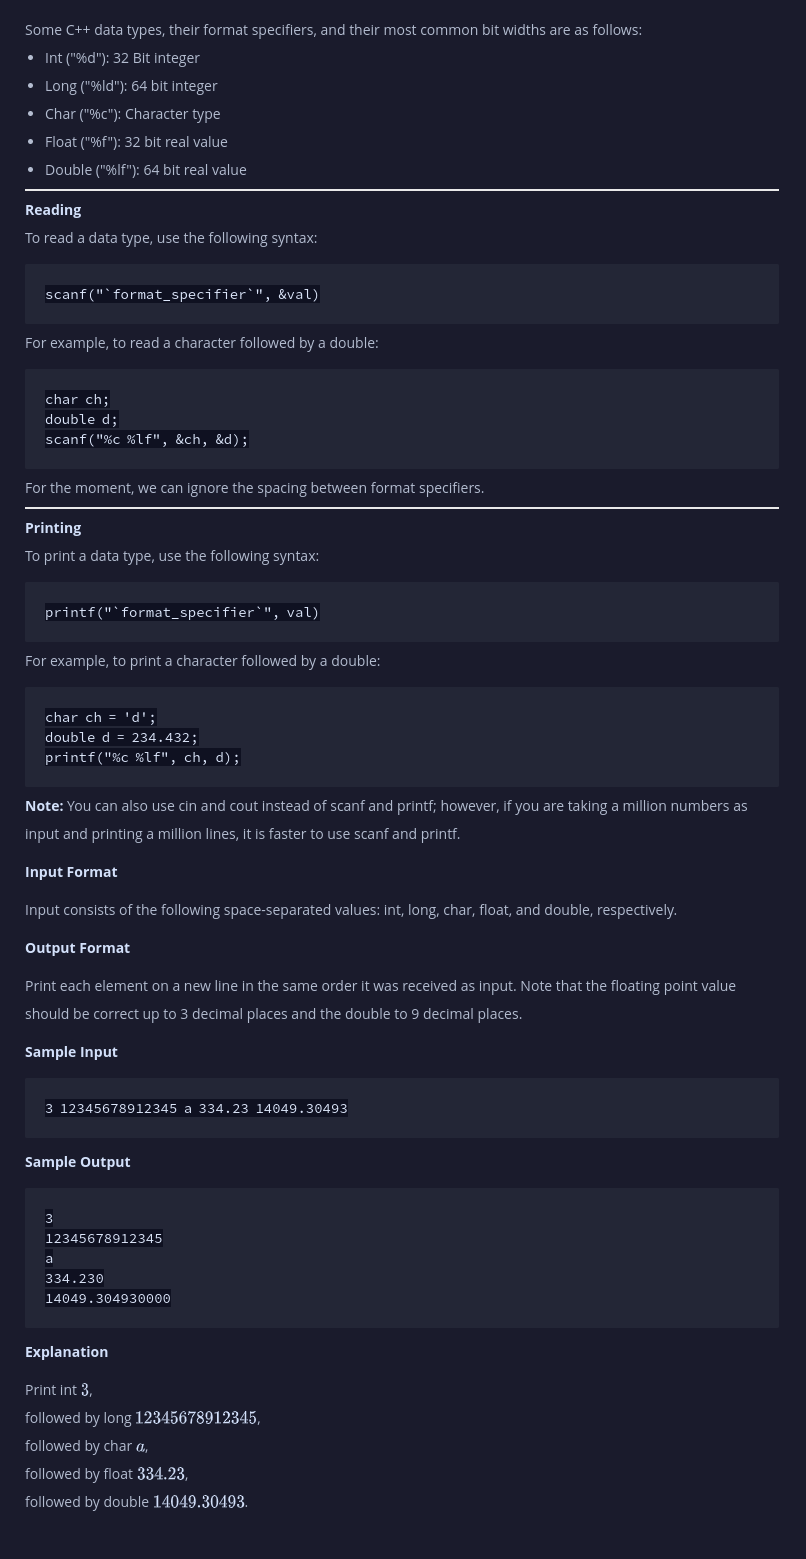 Some C++ data types, their format specifiers, and their most common bit widths are as follows:
Int ("%d"): 32 Bit integer
Long ("%ld"): 64 bit integer
Char ("%c"): Character type
Float ("%f"): 32 bit real value
Double ("%lf"): 64 bit real value
Reading
To read a data type, use the following syntax:
scanf("`format_specifier`", &val)
For example, to read a character followed by a double:
char ch;
double d;
scanf("%c %lf", &ch, &d);
For the moment, we can ignore the spacing between format specifiers.
Printing
To print a data type, use the following syntax:
printf("`format_specifier`", val)
For example, to print a character followed by a double:
char ch = 'd';
double d = 234.432;
printf("%c %lf", ch, d);
Note: You can also use cin and cout instead of scanf and printf; however, if you are taking a million numbers as
input and printing a million lines, it is faster to use scanf and printf.
Input Format
Input consists of the following space-separated values: int, long, char, float, and double, respectively.
Output Format
Print each element on a new line in the same order it was received as input. Note that the floating point value
should be correct up to 3 decimal places and the double to 9 decimal places.
Sample Input
3 12345678912345 a 334.23 14049.30493
Sample Output
3
12345678912345
a
334.230
14049.304930000
Explanation
Print int 3,
followed by long 12345678912345,
followed by char a,
followed by float 334.23,
followed by double 14049.30493.